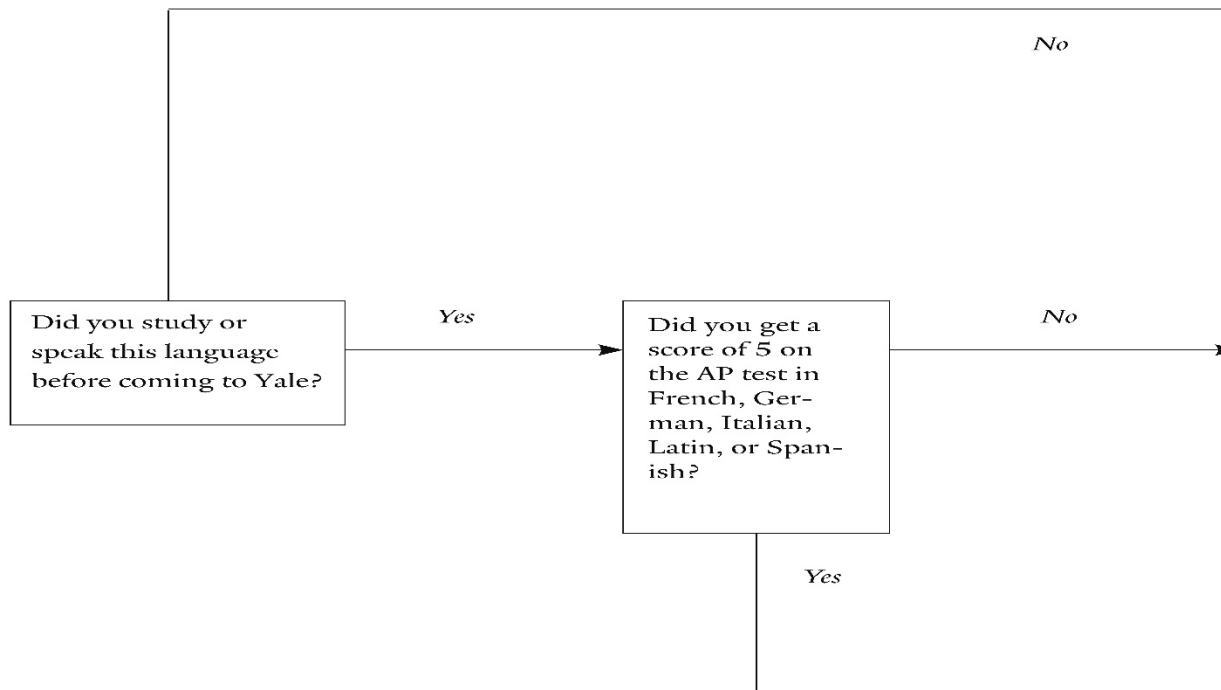 No
Did you study or
speak this language
before coming to Yale?
Yes
Did you get a
score of 5 on
the AP test in
French, Ger-
man, Italian,
Latin, or Span-
ish?
No
Yes